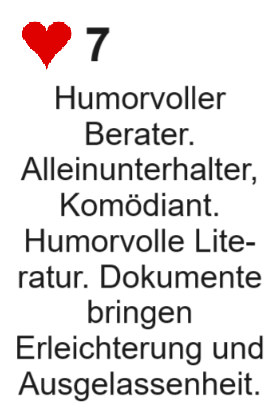 7
Humorvoller
Berater.
Alleinunterhalter,
Komödiant.
Humorvolle Lite-
ratur. Dokumente
bringen
Erleichterung und
Ausgelassenheit.